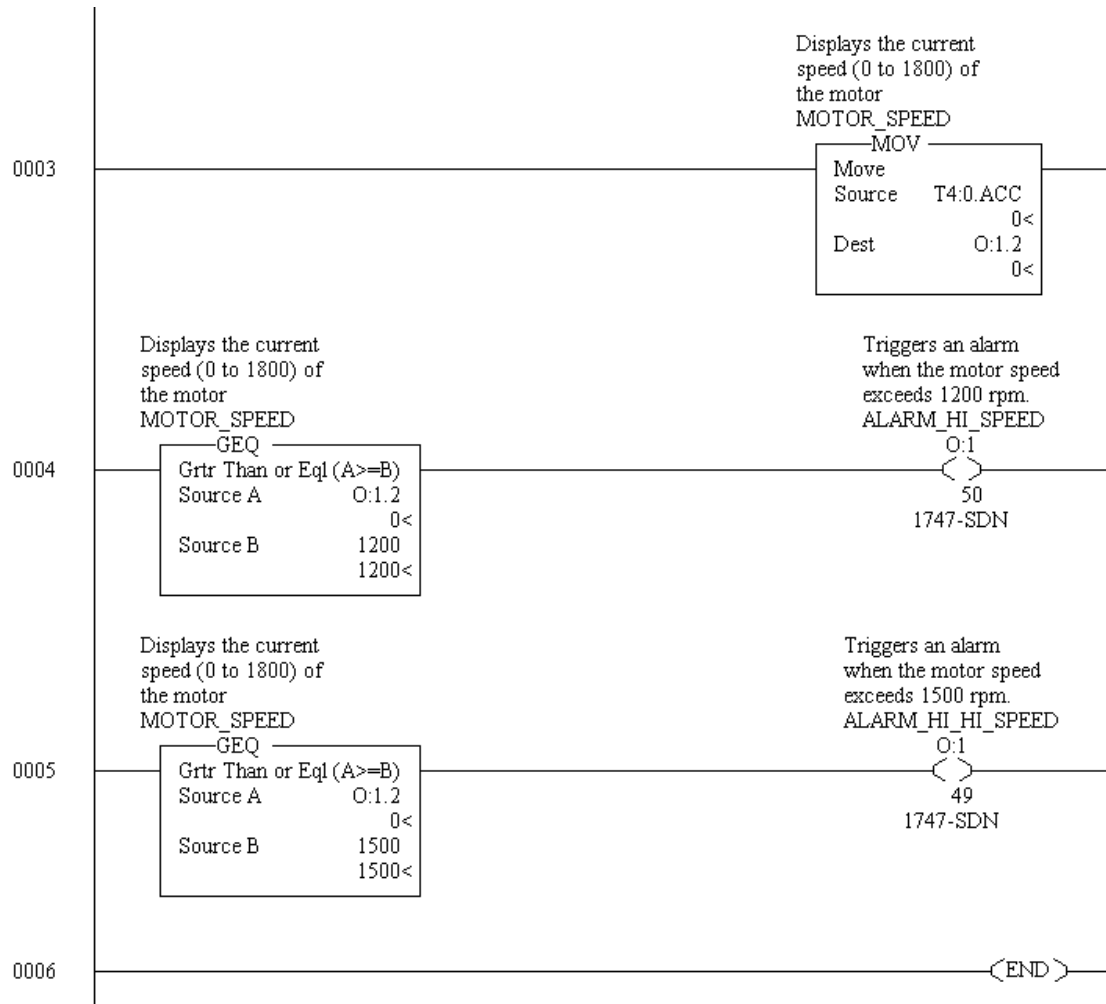 Displays the current
speed (0 to 1800) of
the motor
MOTOR_SPEED
MOV
0003
Move
Source T4:0.ACC
0<
Dest O:1.2
0<
Displays the current
speed (0 to 1800) of
the motor
MOTOR_SPEED
GEQ
0004
Grtr Than or Eql (A>=B)
Source A O:1.2
0<
Source B 1200
1200<
Triggers an alarm
when the motor speed
exceeds 1200 rpm.
ALARM_HI_SPEED
O:1
50
1747-SDN
Displays the current
speed (0 to 1800) of
the motor
MOTOR_SPEED
GEQ
0005
Grtr Than or Eql (A>=B)
Source A O:1.2
0<
Source B 1500
1500<
Triggers an alarm
when the motor speed
exceeds 1500 rpm.
ALARM_HI_HI_SPEED
O:1
49
1747-SDN
0006
END